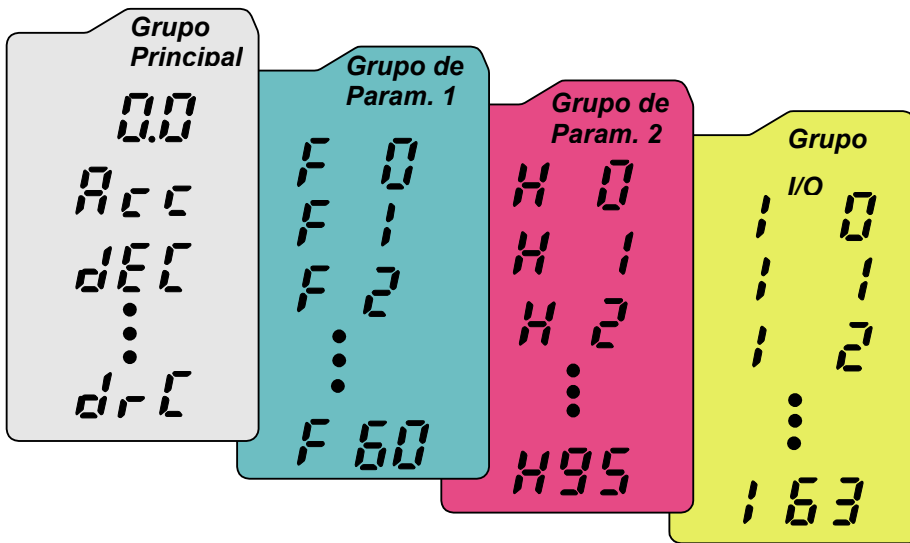 Grupo
Principal
0.0
Acc
dEC
drC
Grupo de
Param. 1
F 0
F 1
F 2
F 60
Grupo de
Param. 2
H 0
H 1
H 2
H95
Grupo
I/O
I 0
I 1
I 2
I 63